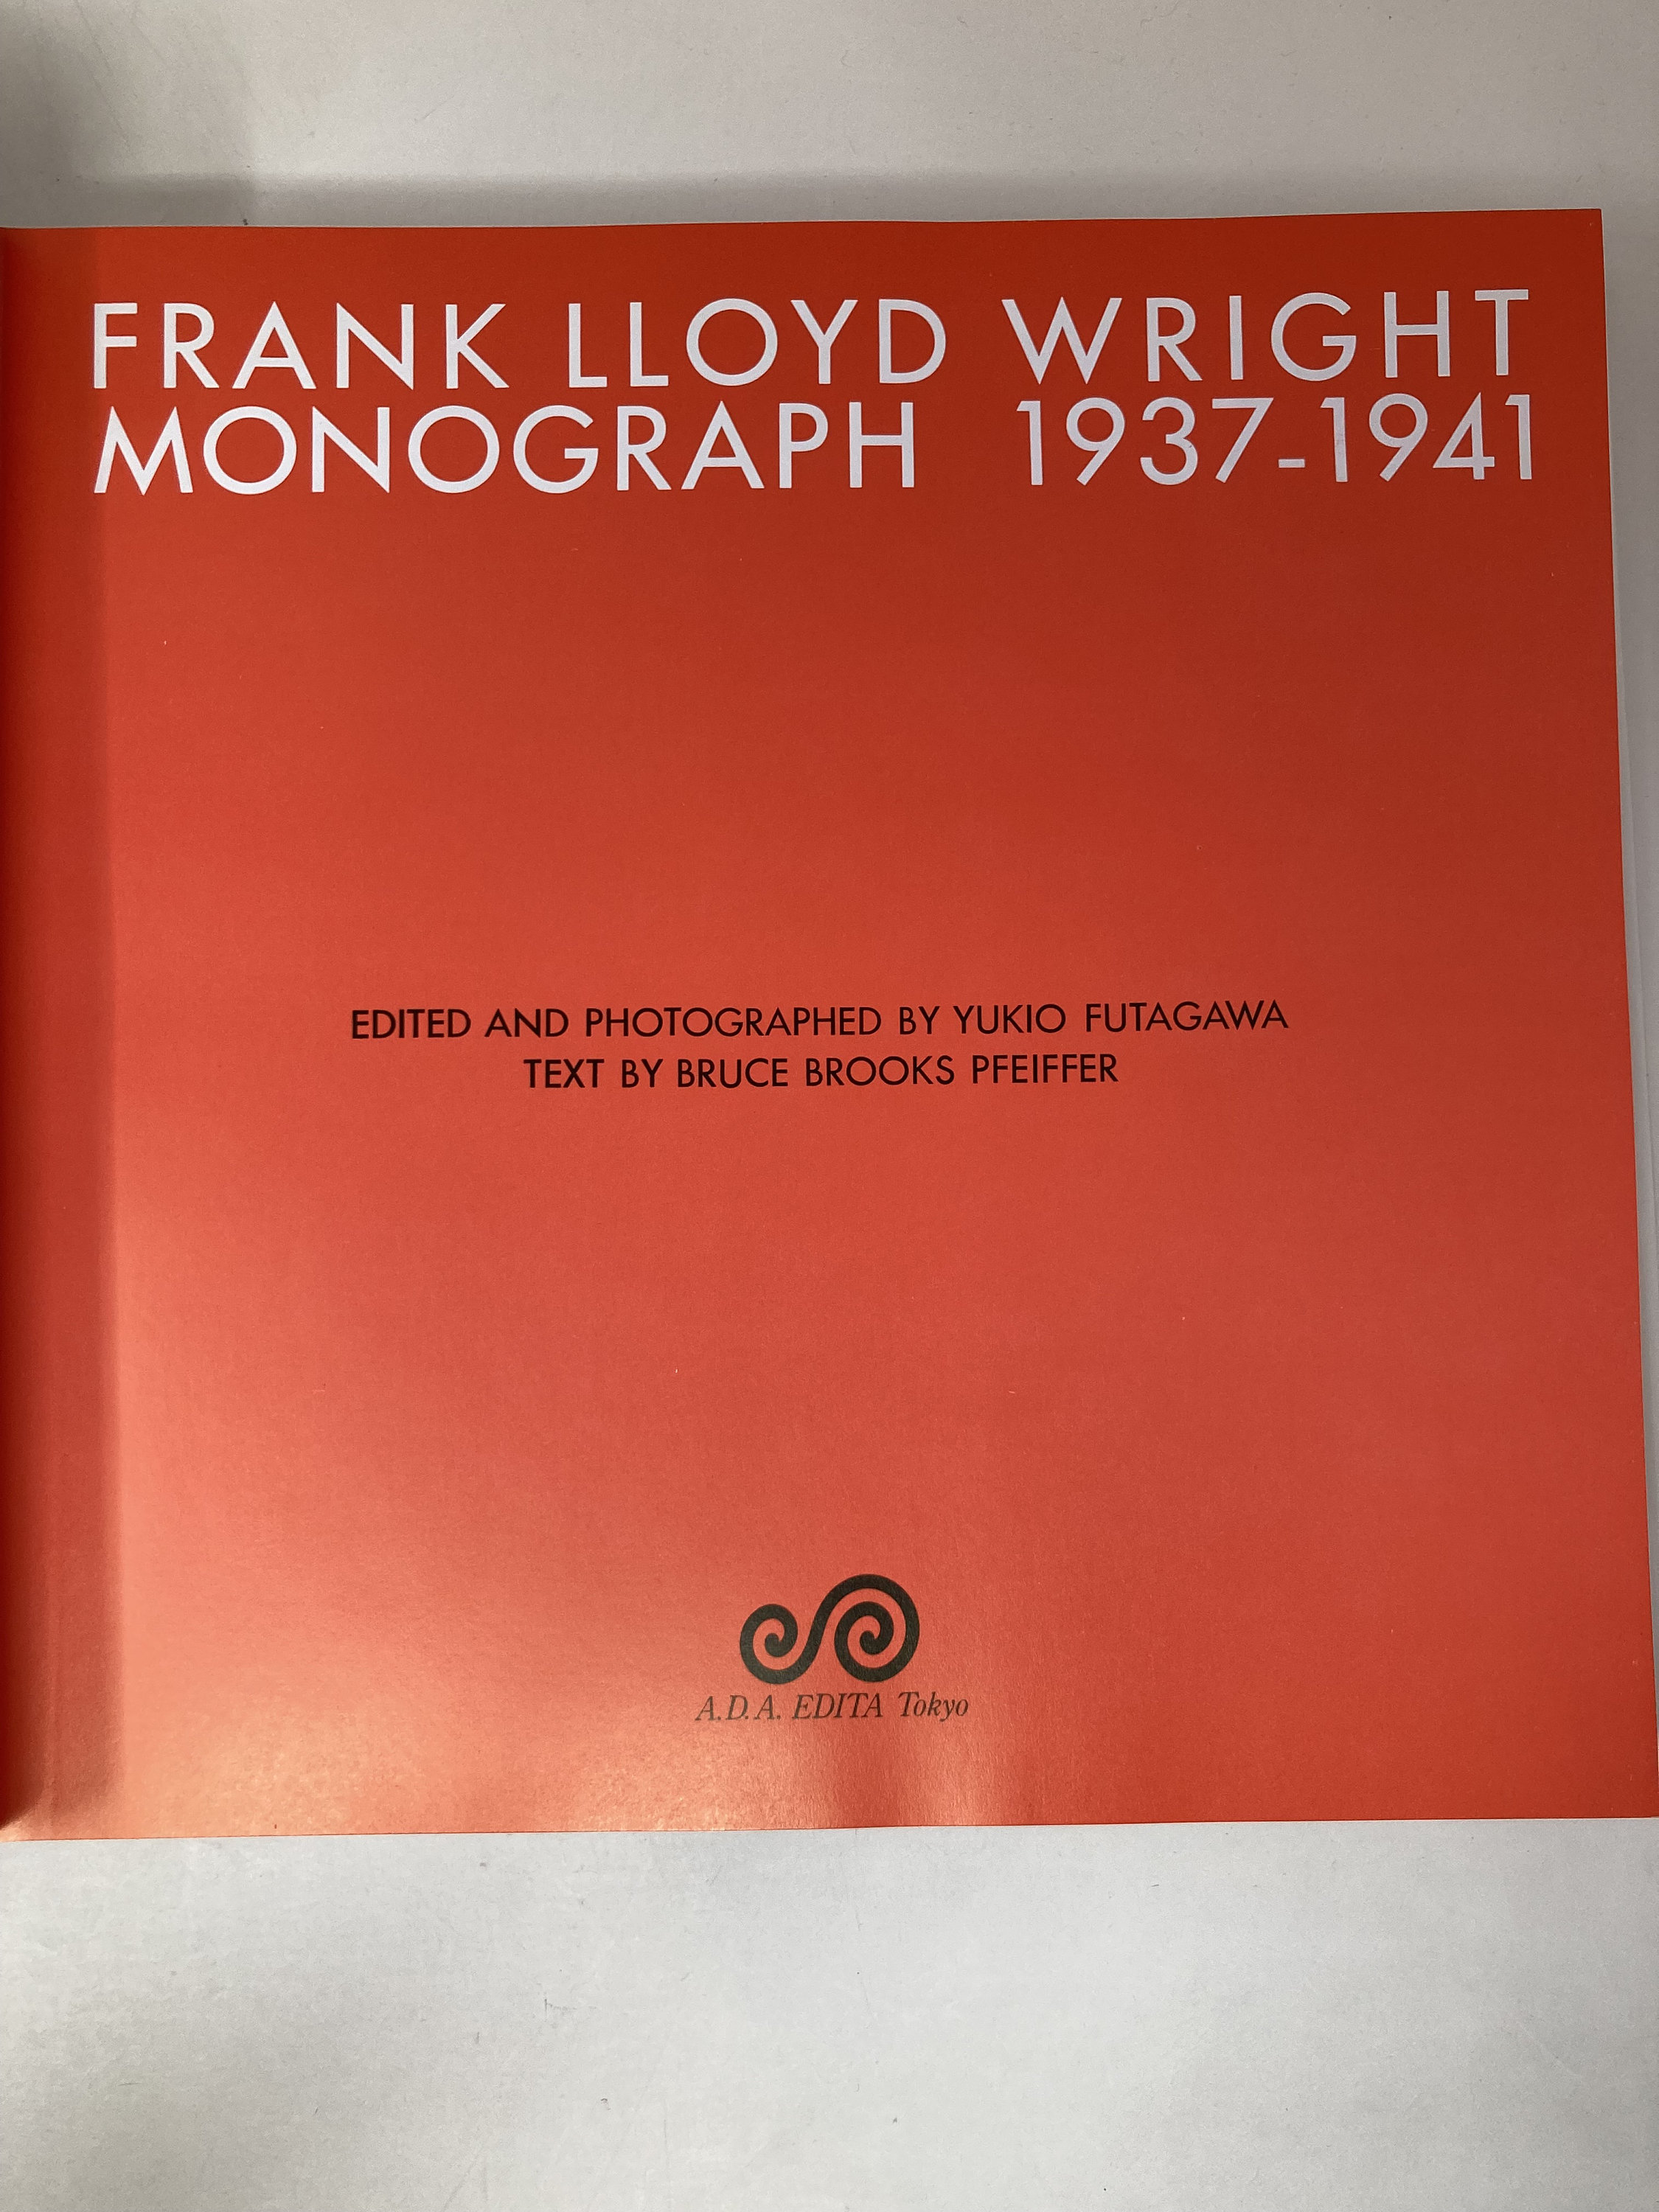 FRANK LLOYD WRIGHT
MONOGRAPH 1937-1941
EDITED AND PHOTOGRAPHED BY YUKIO FUTAGAWA
TEXT BY BRUCE BROOKS PFEIFFER
A.D.A. EDITA Tokyo